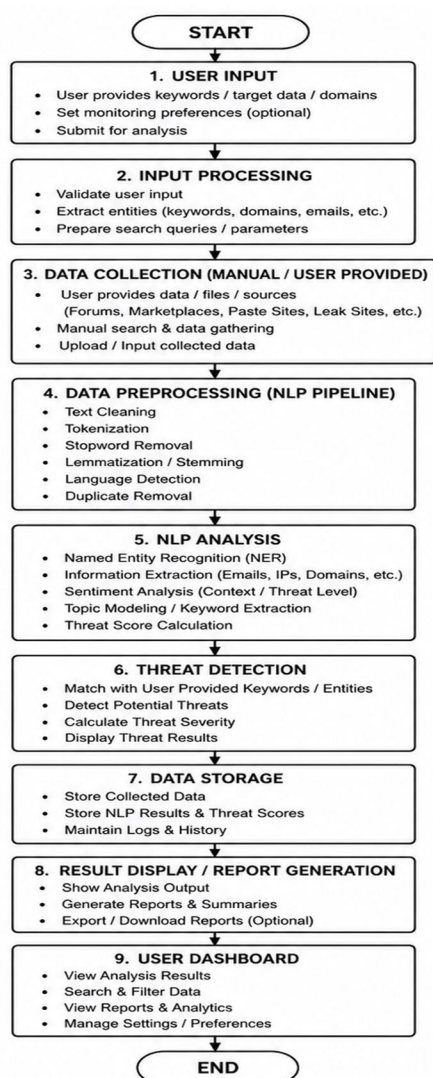 START
1. USER INPUT
• User provides keywords / target data / domains
• Set monitoring preferences (optional)
• Submit for analysis
2. INPUT PROCESSING
• Validate user input
• Extract entities (keywords, domains, emails, etc.)
• Prepare search queries / parameters
3. DATA COLLECTION (MANUAL / USER PROVIDED)
• User provides data / files / sources
(Forums, Marketplaces, Paste Sites, Leak Sites, etc.)
• Manual search & data gathering
• Upload / Input collected data
4. DATA PREPROCESSING (NLP PIPELINE)
• Text Cleaning
• Tokenization
• Stopword Removal
• Lemmatization / Stemming
• Language Detection
• Duplicate Removal
5. NLP ANALYSIS
• Named Entity Recognition (NER)
• Information Extraction (Emails, IPs, Domains, etc.)
• Sentiment Analysis (Context / Threat Level)
• Topic Modeling / Keyword Extraction
• Threat Score Calculation
6. THREAT DETECTION
• Match with User Provided Keywords / Entities
• Detect Potential Threats
• Calculate Threat Severity
• Display Threat Results
7. DATA STORAGE
• Store Collected Data
• Store NLP Results & Threat Scores
• Maintain Logs & History
8. RESULT DISPLAY / REPORT GENERATION
• Show Analysis Output
• Generate Reports & Summaries
• Export / Download Reports (Optional)
9. USER DASHBOARD
• View Analysis Results
• Search & Filter Data
• View Reports & Analytics
• Manage Settings / Preferences
END